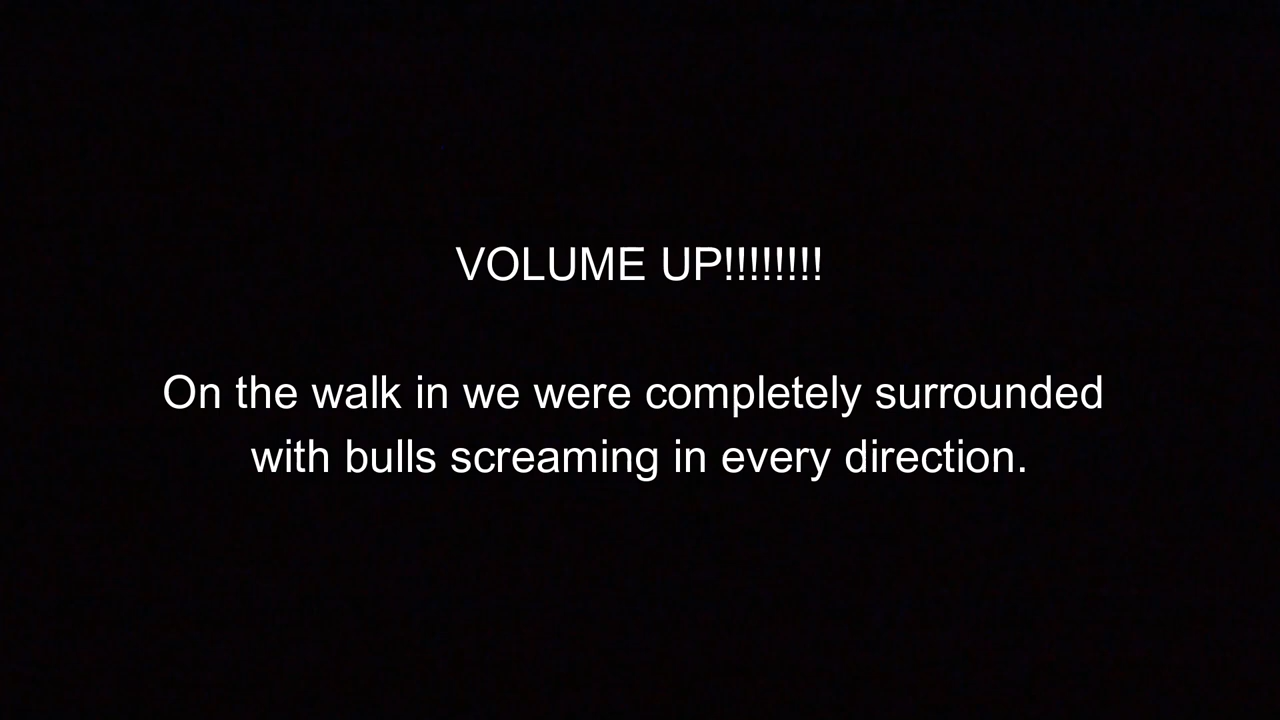 VOLUME UP!!!!!!!!
On the walk in we were completely surrounded
with bulls screaming in every direction.